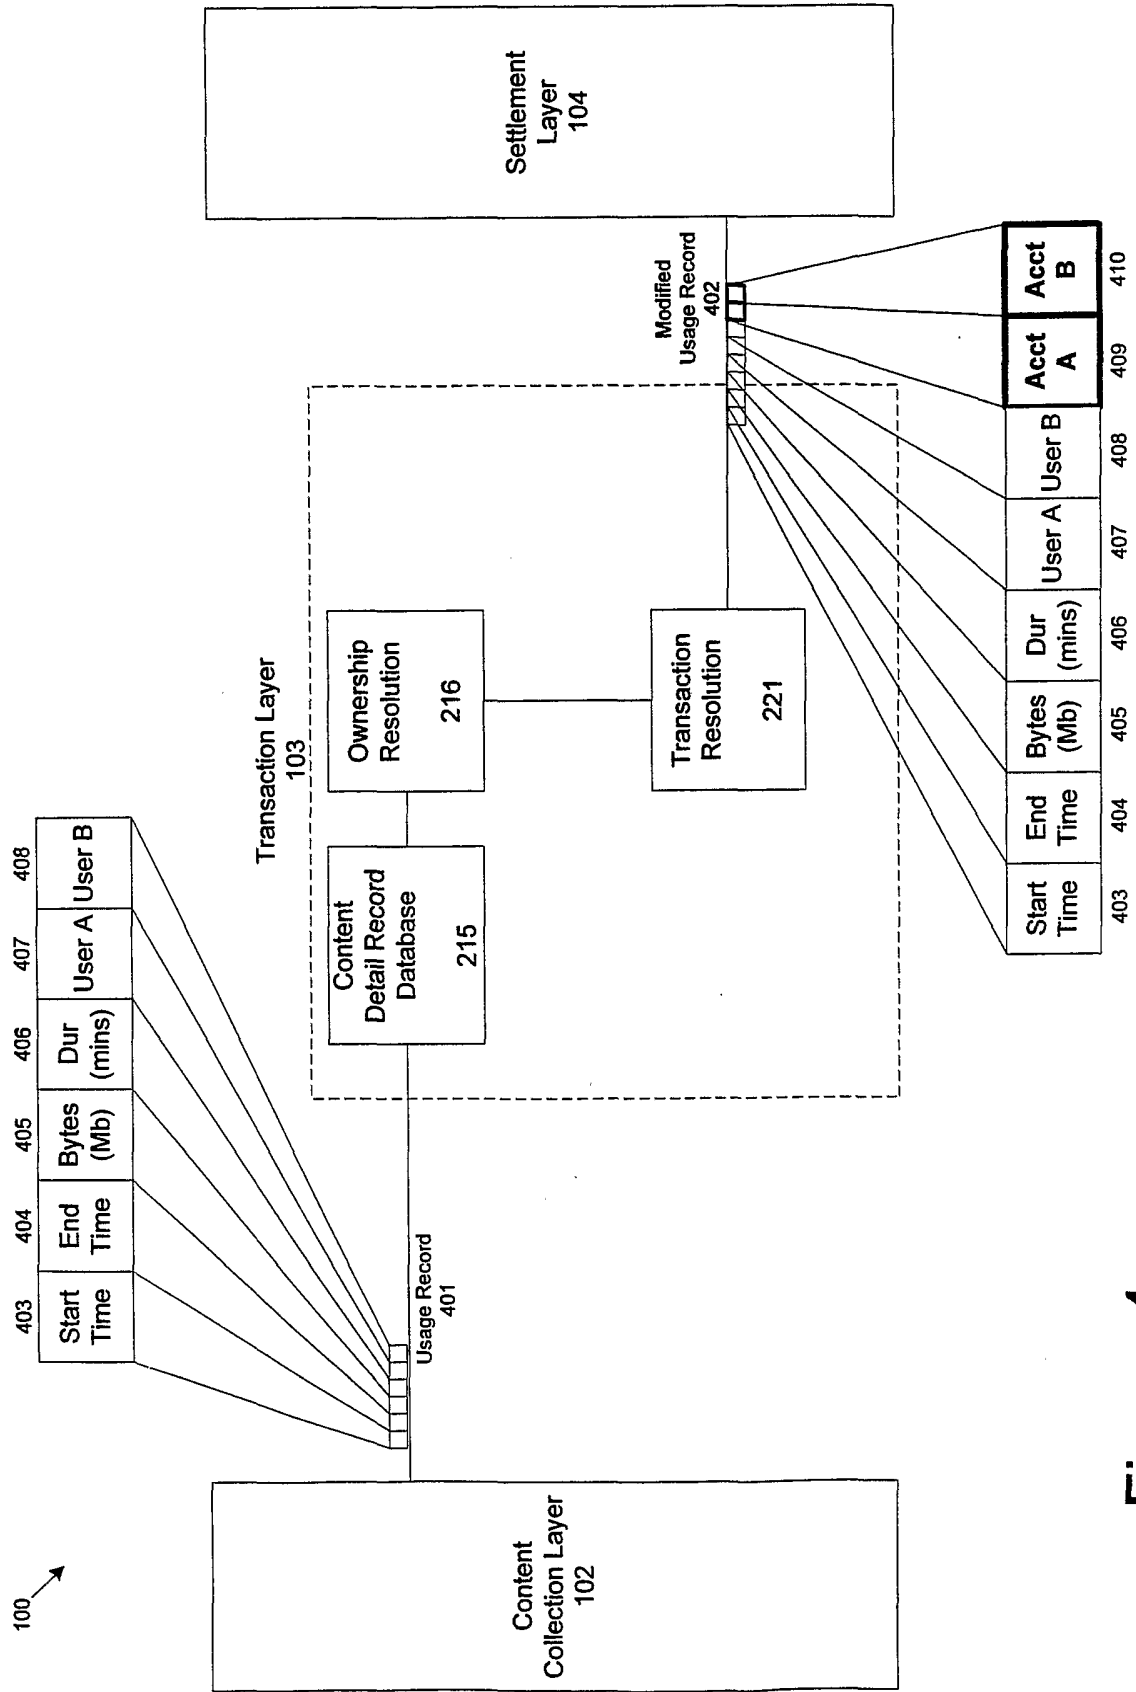 100
403
404
405
406
407
408
Start
Time
End
Time
Bytes
(Mb)
Dur
(mins)
User A
User B
Transaction Layer
103
Content
Collection Layer
102
Usage Record
401
Content
Detail Record
Database
215
Ownership
Resolution
216
Transaction
Resolution
221
Modified
Usage Record
402
Settlement
Layer
104
Start
Time
End
Time
Bytes
(Mb)
Dur
(mins)
User A
User B
Acct
A
Acct
B
403
404
405
406
407
408
409
410